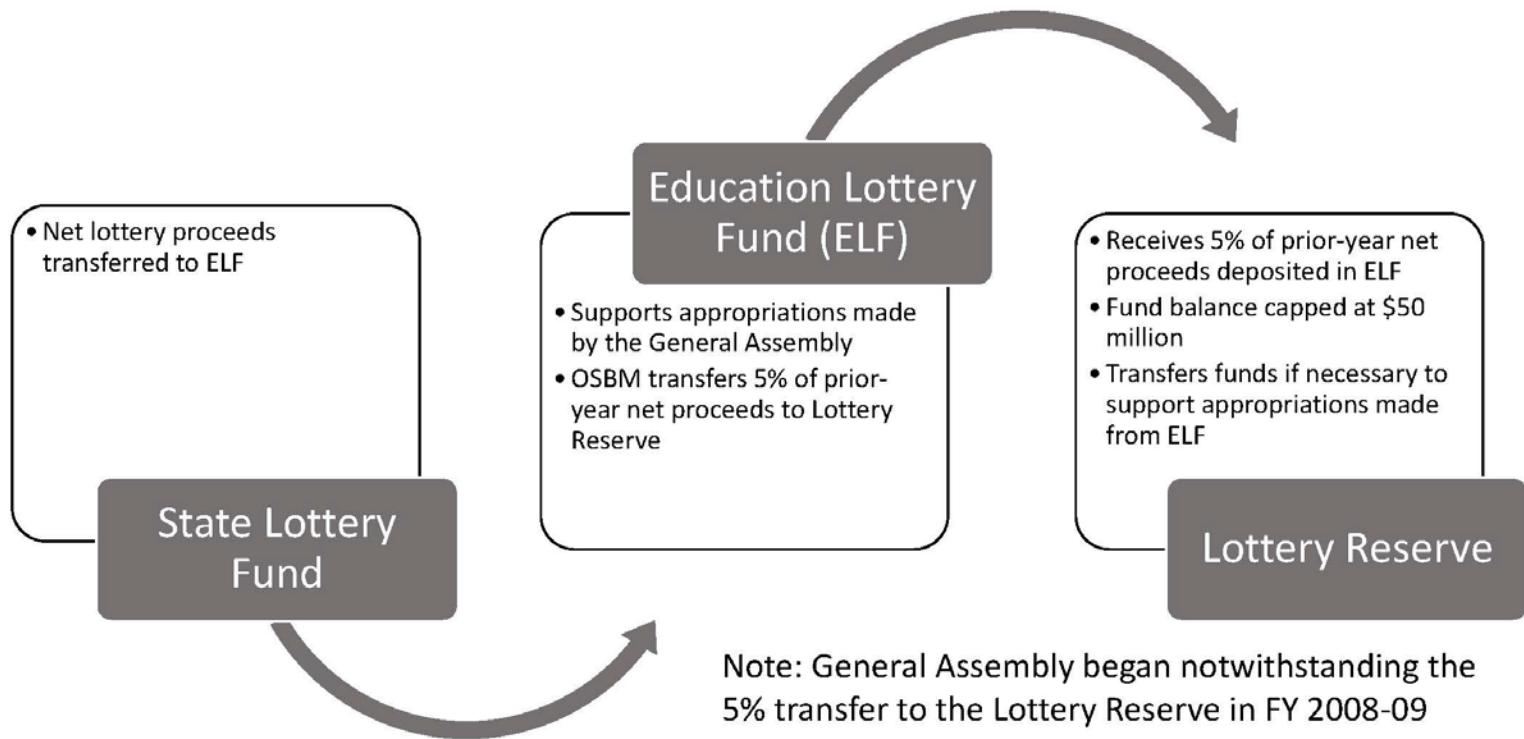 • Net lottery proceeds
transferred to ELF
State Lottery
Fund
Education Lottery
Fund (ELF)
• Supports appropriations made
by the General Assembly
• OSBM transfers 5% of prior-
year net proceeds to Lottery
Reserve
• Receives 5% of prior-year net
proceeds deposited in ELF
• Fund balance capped at $50
million
• Transfers funds if necessary to
support appropriations made
from ELF
Lottery Reserve
Note: General Assembly began notwithstanding the
5% transfer to the Lottery Reserve in FY 2008-09